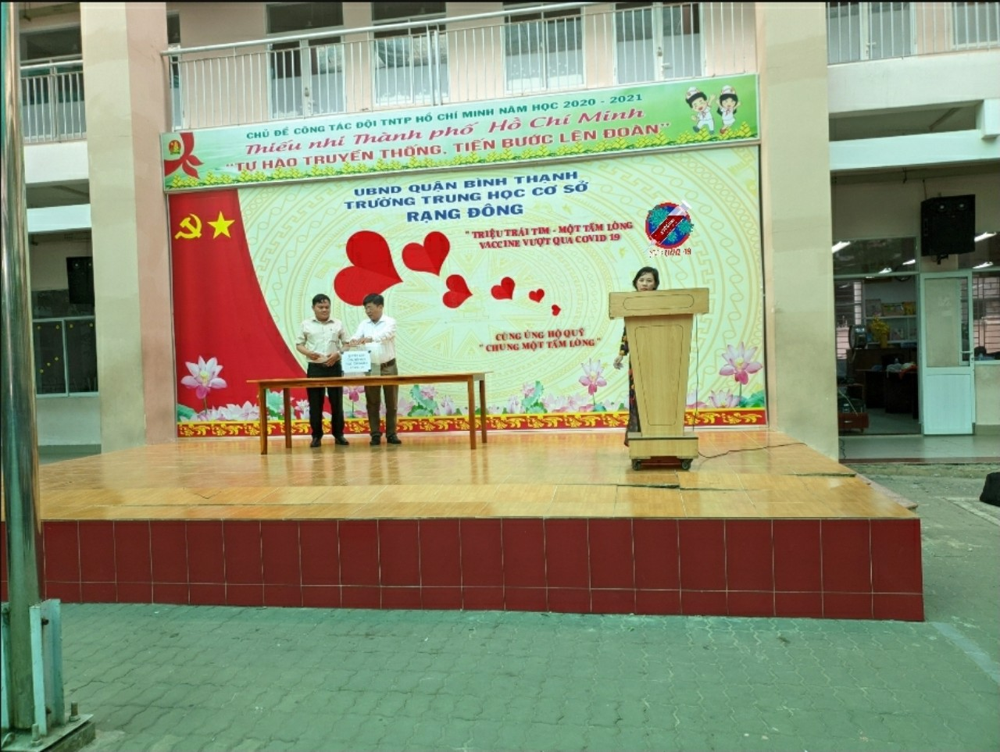 CHỦ ĐỀ CÔNG TÁC ĐỘI TNTP HỒ CHÍ MINH NĂM HỌC 2020 - 2021
Thiếu nhi Thành phố Hồ Chí Minh
"TỰ HÀO TRUYỀN THỐNG, TIẾN BƯỚC LÊN ĐOÀN"
UBND QUẬN BÌNH THẠNH
TRƯỜNG TRUNG HỌC CƠ SỞ
RẠNG ĐÔNG
" TRIỆU TRÁI TIM - MỘT TẤM LÒNG
VACCINE VƯỢT QUA COVID 19
CÙNG ỦNG HỘ QUỸ
" CHUNG MỘT TẤM LÒNG "